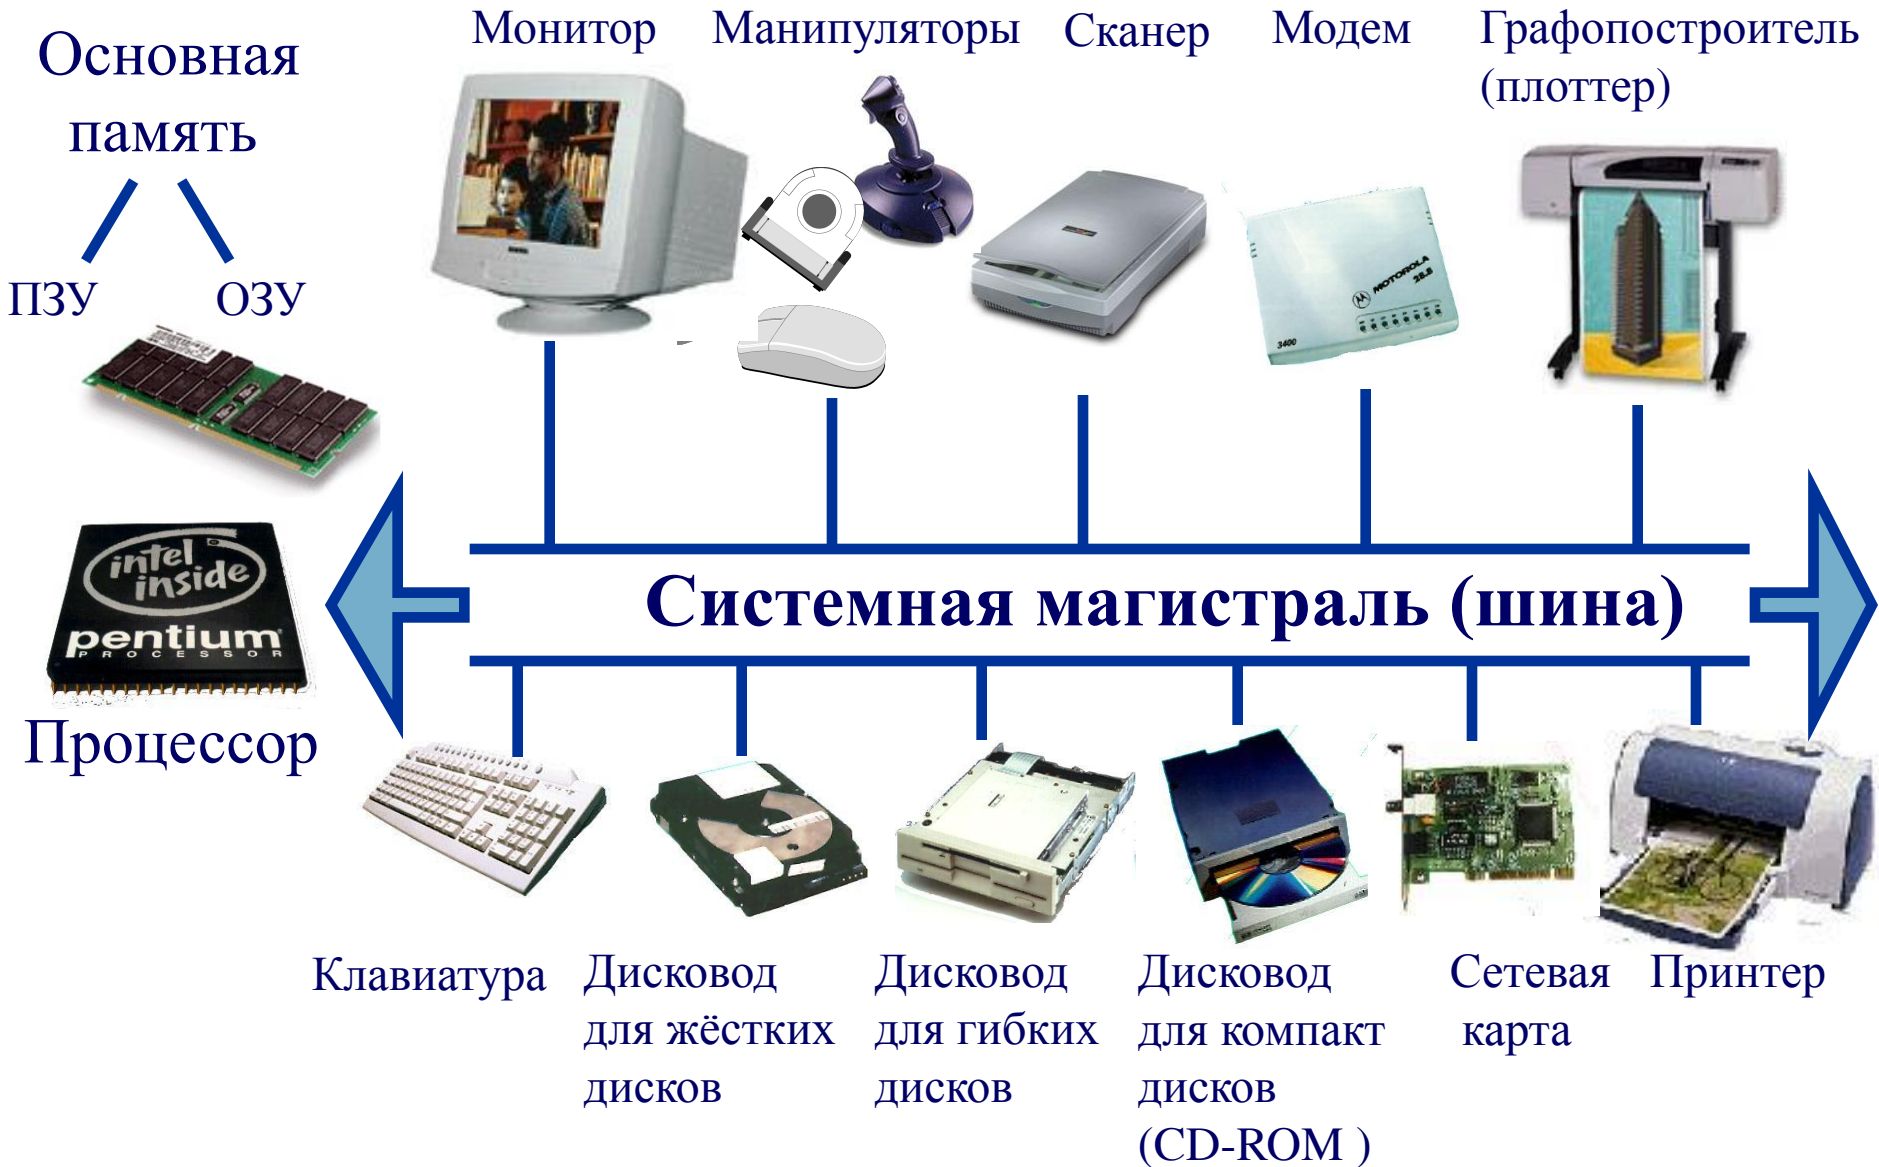 Основная
память
ПЗУ
ОЗУ
Монитор
Манипуляторы
Сканер
Модем
Графопостроитель
(плоттер)
MOTOROLA
28.8
3400
intel
inside
pentium
PROCESSOR
Процессор
Системная магистраль (шина)
Клавиатура
Дисковод
для жёстких
дисков
Дисковод
для гибких
дисков
Дисковод
для компакт
дисков
(CD-ROM )
Сетевая
карта
Принтер